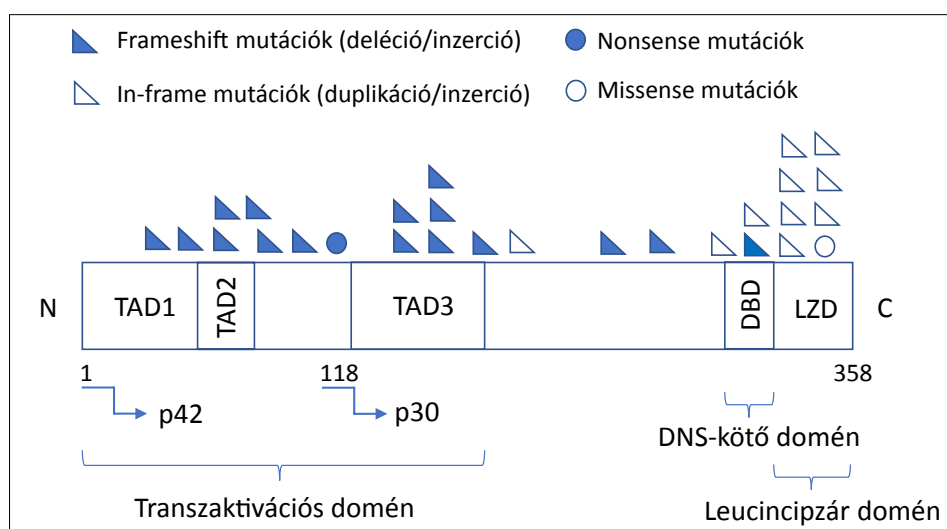 Frameshift mutációk (deléció/inzerció) Nonsense mutációk
In-frame mutációk (duplikáció/inzerció) Missense mutációk
N TAD1 TAD2 TAD3 DBD LZD C
1 118 358
p42 p30
DNS-kötő domén
Transzaktivációs domén
Leucincipzár domén